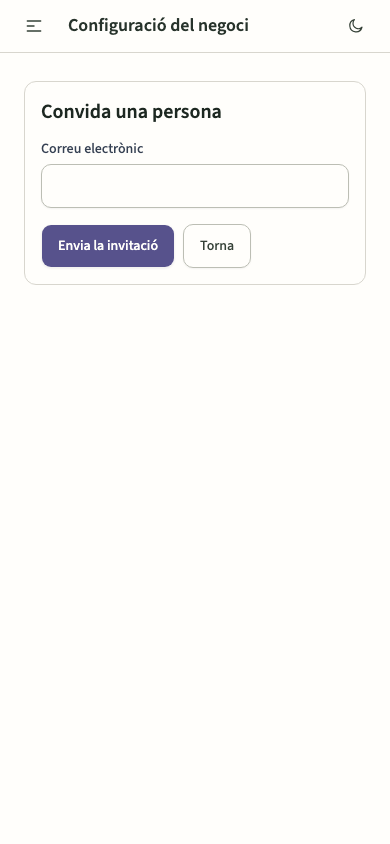 Configuració del negoci
Convida una persona
Correu electrònic
Envia la invitació
Torna